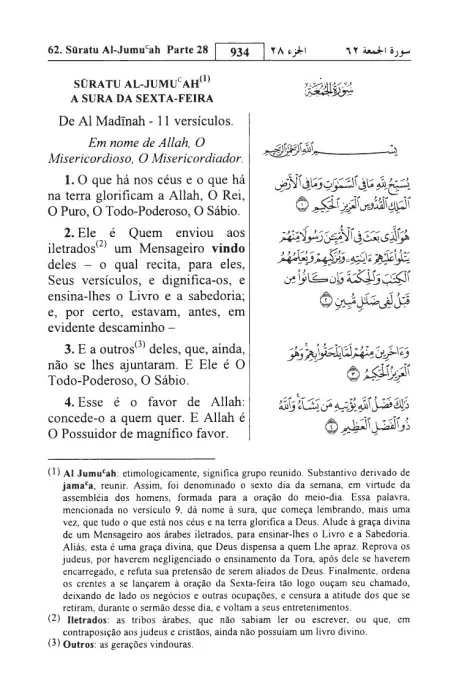 62. Sūratu Al-Jumuᶜah Parte 28 934 الجزء ٢٨ سورة الجمعة ٦٢
SŪRATU AL-JUMUᶜAH(1)
A SURA DA SEXTA-FEIRA
De Al Madīnah - 11 versículos.
Em nome de Allah, O
Misericordioso, O Misericordiador.
1. O que há nos céus e o que há
na terra glorificam a Allah, O Rei,
O Puro, O Todo-Poderoso, O Sábio.
2. Ele é Quem enviou aos
iletrados(2) um Mensageiro vindo
deles – o qual recita, para eles,
Seus versículos, e dignifica-os, e
ensina-lhes o Livro e a sabedoria;
e, por certo, estavam, antes, em
evidente descaminho –
3. E a outros(3) deles, que, ainda,
não se lhes ajuntaram. E Ele é O
Todo-Poderoso, O Sábio.
4. Esse é o favor de Allah:
concede-o a quem quer. E Allah é
O Possuidor de magnífico favor.
سُورَةُ الجُمُعَةِ
بِسْمِ اللَّهِ الرَّحْمَٰنِ الرَّحِيمِ
يُسَبِّحُ لِلَّهِ مَا فِي السَّمَٰوَٰتِ وَمَا فِي الْأَرْضِ
الْمَلِكِ الْقُدُّوسِ الْعَزِيزِ الْحَكِيمِ ١
هُوَ الَّذِي بَعَثَ فِي الْأُمِّيِّـۧنَ رَسُولًا مِّنْهُمْ
يَتْلُوا عَلَيْهِمْ ءَايَٰتِهِۦ وَيُزَكِّيهِمْ وَيُعَلِّمُهُمُ
الْكِتَٰبَ وَالْحِكْمَةَ وَإِن كَانُوا مِن
قَبْلُ لَفِي ضَلَٰلٍ مُّبِينٍ ٢
وَءَاخَرِينَ مِنْهُمْ لَمَّا يَلْحَقُوا بِهِمْ وَهُوَ
الْعَزِيزُ الْحَكِيمُ ٣
ذَٰلِكَ فَضْلُ اللَّهِ يُؤْتِيهِ مَن يَشَآءُ وَاللَّهُ
ذُو الْفَضْلِ الْعَظِيمِ ٤
(1) Al Jumuᶜah: etimologicamente, significa grupo reunido. Substantivo derivado de
jamaᶜa, reunir. Assim, foi denominado o sexto dia da semana, em virtude da
assembléia dos homens, formada para a oração do meio-dia. Essa palavra,
mencionada no versículo 9, dá nome à sura, que começa lembrando, mais uma
vez, que tudo o que está nos céus e na terra glorifica a Deus. Alude à graça divina
de um Mensageiro aos árabes iletrados, para ensinar-lhes o Livro e a Sabedoria.
Aliás, esta é uma graça divina, que Deus dispensa a quem Lhe apraz. Reprova os
judeus, por haverem negligenciado o ensinamento da Tora, após dele se haverem
encarregado, e refuta sua pretensão de serem aliados de Deus. Finalmente, ordena
os crentes a se lançarem à oração da Sexta-feira tão logo ouçam seu chamado,
deixando de lado os negócios e outras ocupações, e censura a atitude dos que se
retiram, durante o sermão desse dia, e voltam a seus entretenimentos.
(2) Iletrados: as tribos árabes, que não sabiam ler ou escrever, ou que, em
contraposição aos judeus e cristãos, ainda não possuíam um livro divino.
(3) Outros: as gerações vindouras.